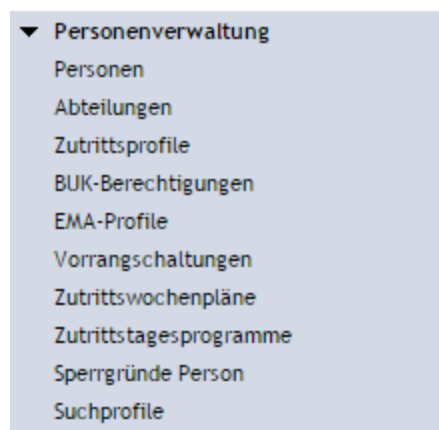 Personenverwaltung
Personen
Abteilungen
Zutrittsprofile
BUK-Berechtigungen
EMA-Profile
Vorrangschaltungen
Zutrittswochenpläne
Zutrittstagesprogramme
Sperrgründe Person
Suchprofile